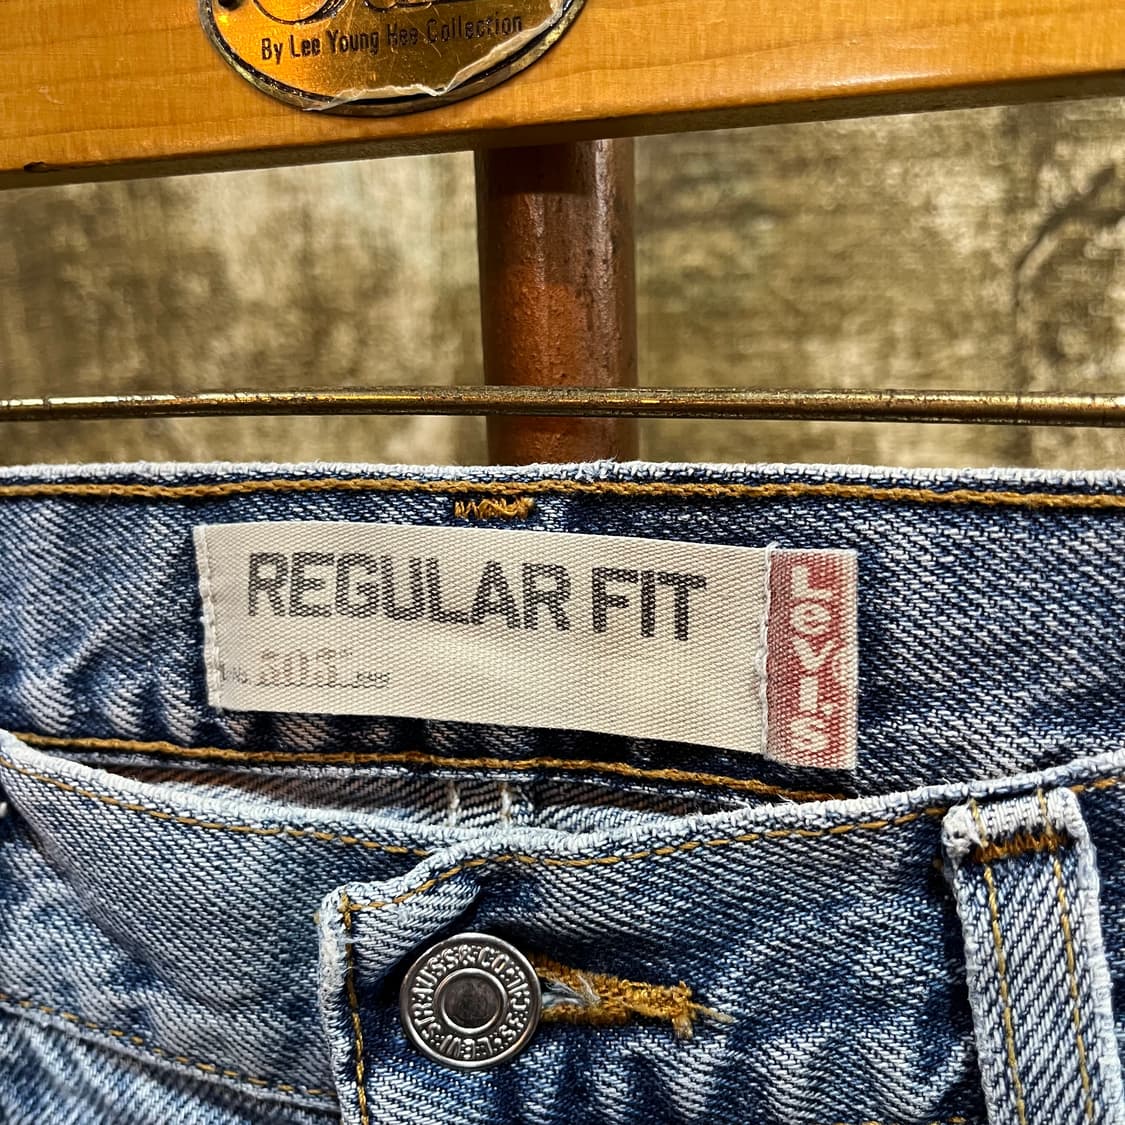 By Lee Young Hee Collection
REGULAR FIT
505
LEVI'S
LEVI STRAUSS & CO